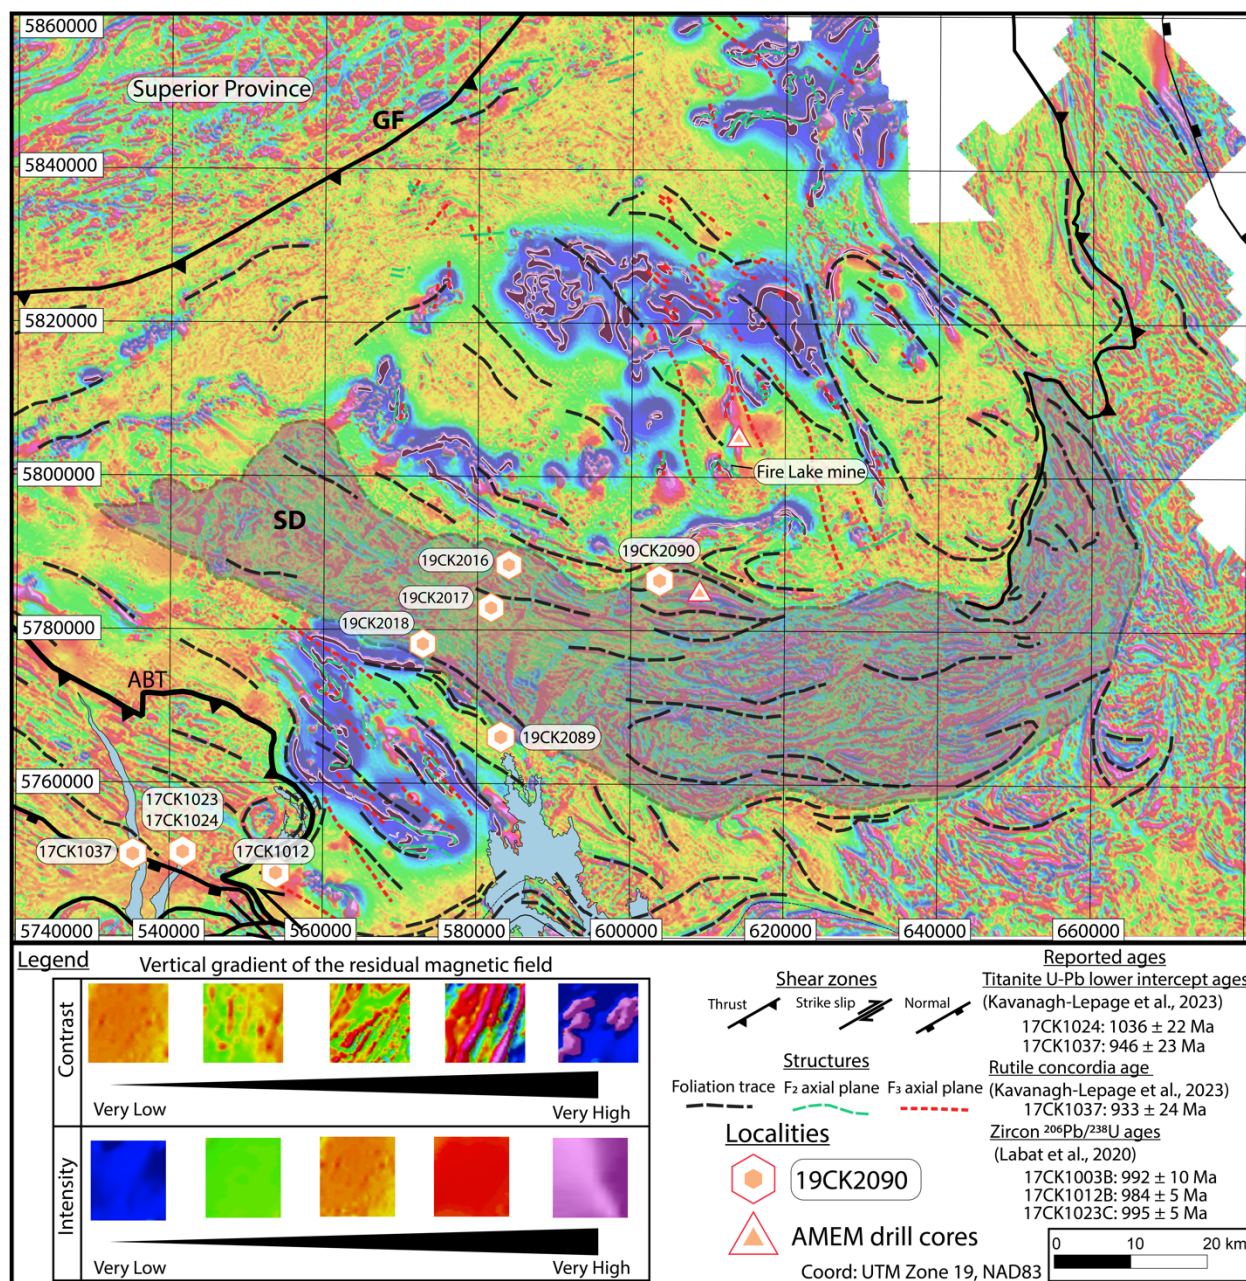 5860000
Superior Province
GF
5840000
5820000
5800000
Fire Lake mine
SD
19CK2016
19CK2090
19CK2017
19CK2018
5780000
ABT
19CK2089
5760000
17CK1023
17CK1024
17CK1037
17CK1012
5740000
540000
560000
580000
600000
620000
640000
660000
Legend
Vertical gradient of the residual magnetic field
Contrast
Very Low
Very High
Intensity
Very Low
Very High
Shear zones
Thrust
Strike slip
Normal
Structures
Foliation trace
F₂ axial plane
F₃ axial plane
Localities
19CK2090
AMEM drill cores
Coord: UTM Zone 19, NAD83
Reported ages
Titanite U-Pb lower intercept ages
(Kavanagh-Lepage et al., 2023)
17CK1024: 1036 ± 22 Ma
17CK1037: 946 ± 23 Ma
Rutile concordia age
(Kavanagh-Lepage et al., 2023)
17CK1037: 933 ± 24 Ma
Zircon ²⁰⁶Pb/²³⁸U ages
(Labat et al., 2020)
17CK1003B: 992 ± 10 Ma
17CK1012B: 984 ± 5 Ma
17CK1023C: 995 ± 5 Ma
0 10 20 km